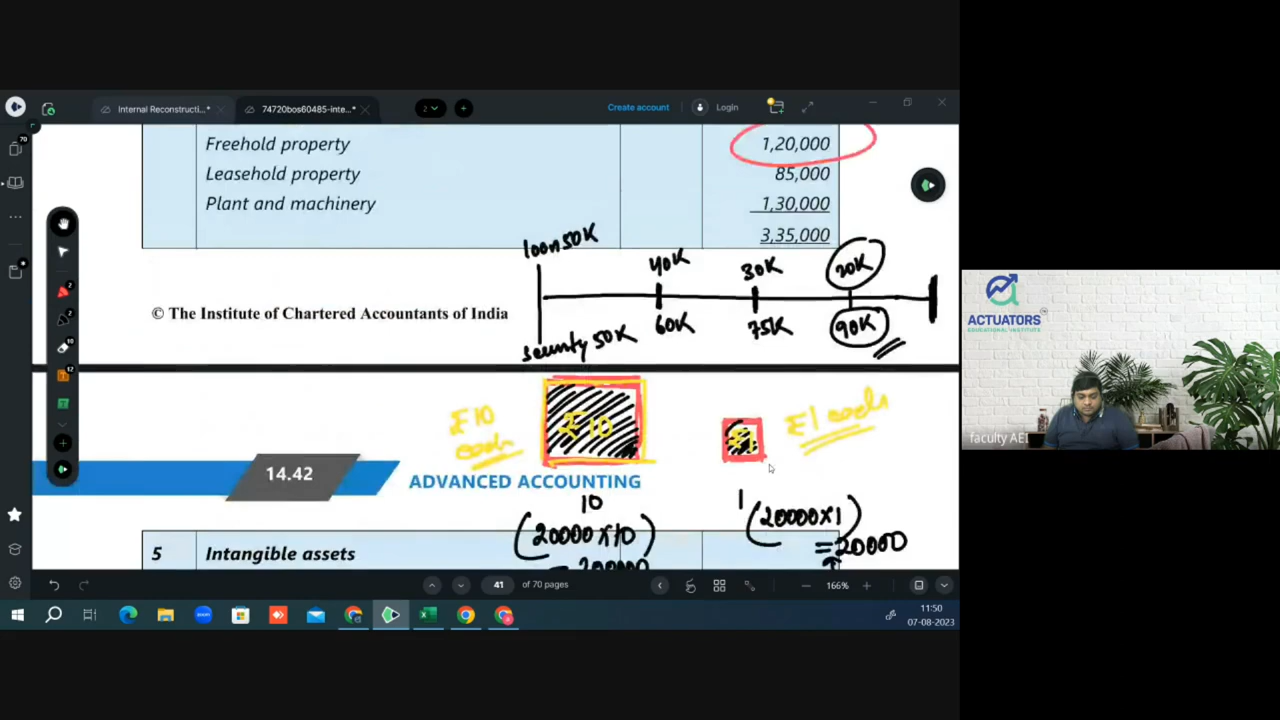 Internal Reconstructi...*
74720bos60485-inte...*
2
Create account
Login
70
Freehold property 1,20,000
Leasehold property 85,000
Plant and machinery 1,30,000
3,35,000
loan 50K 40K 30K 20K
© The Institute of Chartered Accountants of India
security 50K 60K 75K 90K
₹10 each
₹10
₹1
₹1 each
14.42
ADVANCED ACCOUNTING
10
(20000×10)
= 200000
1
(20000×1)
= 20000
5 Intangible assets
41 of 70 pages
166%
11:50
07-08-2023
ACTUATORS
EDUCATIONAL INSTITUTE
faculty AEI